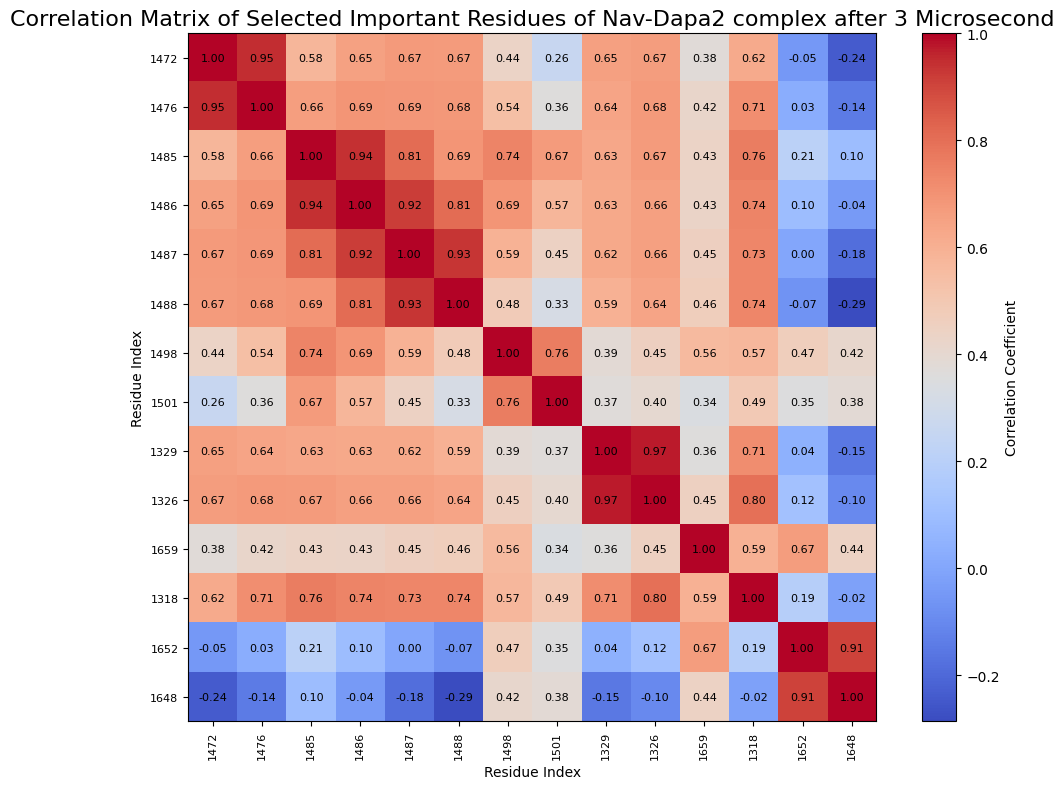 Correlation Matrix of Selected Important Residues of Nav-Dapa2 complex after 3 Microsecond
1472 1.00 0.95 0.58 0.65 0.67 0.67 0.44 0.26 0.65 0.67 0.38 0.62 -0.05 -0.24
1476 0.95 1.00 0.66 0.69 0.69 0.68 0.54 0.36 0.64 0.68 0.42 0.71 0.03 -0.14
1485 0.58 0.66 1.00 0.94 0.81 0.69 0.74 0.67 0.63 0.67 0.43 0.76 0.21 0.10
1486 0.65 0.69 0.94 1.00 0.92 0.81 0.69 0.57 0.63 0.66 0.43 0.74 0.10 -0.04
1487 0.67 0.69 0.81 0.92 1.00 0.93 0.59 0.45 0.62 0.66 0.45 0.73 0.00 -0.18
1488 0.67 0.68 0.69 0.81 0.93 1.00 0.48 0.33 0.59 0.64 0.46 0.74 -0.07 -0.29
1498 0.44 0.54 0.74 0.69 0.59 0.48 1.00 0.76 0.39 0.45 0.56 0.57 0.47 0.42
1501 0.26 0.36 0.67 0.57 0.45 0.33 0.76 1.00 0.37 0.40 0.34 0.49 0.35 0.38
1329 0.65 0.64 0.63 0.63 0.62 0.59 0.39 0.37 1.00 0.97 0.36 0.71 0.04 -0.15
1326 0.67 0.68 0.67 0.66 0.66 0.64 0.45 0.40 0.97 1.00 0.45 0.80 0.12 -0.10
1659 0.38 0.42 0.43 0.43 0.45 0.46 0.56 0.34 0.36 0.45 1.00 0.59 0.67 0.44
1318 0.62 0.71 0.76 0.74 0.73 0.74 0.57 0.49 0.71 0.80 0.59 1.00 0.19 -0.02
1652 -0.05 0.03 0.21 0.10 0.00 -0.07 0.47 0.35 0.04 0.12 0.67 0.19 1.00 0.91
1648 -0.24 -0.14 0.10 -0.04 -0.18 -0.29 0.42 0.38 -0.15 -0.10 0.44 -0.02 0.91 1.00
1472 1476 1485 1486 1487 1488 1498 1501 1329 1326 1659 1318 1652 1648
Residue Index
Residue Index
1.0
0.8
0.6
0.4
0.2
0.0
−0.2
Correlation Coefficient